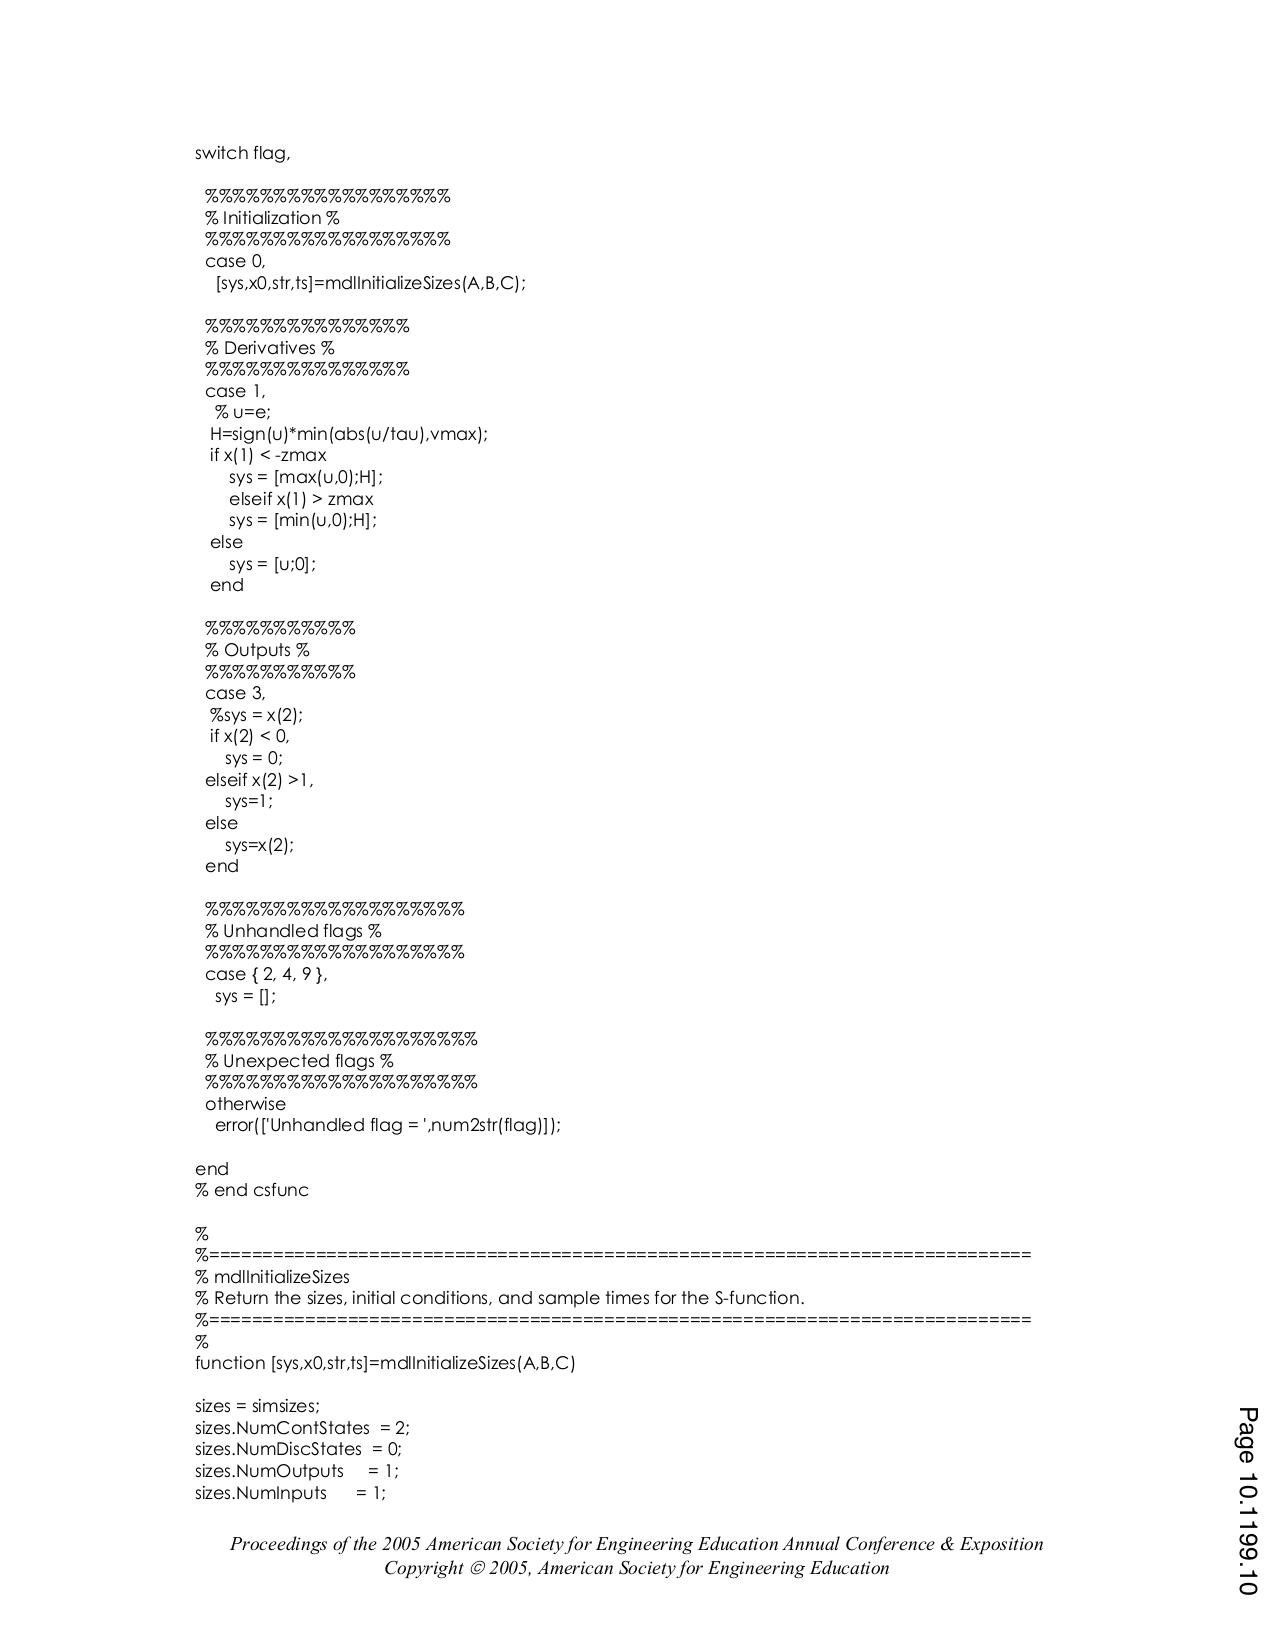 switch flag,
%%%%%%%%%%%%%%%%%%
% Initialization %
%%%%%%%%%%%%%%%%%%
case 0,
[sys,x0,str,ts]=mdlInitializeSizes(A,B,C);
%%%%%%%%%%%%%%%
% Derivatives %
%%%%%%%%%%%%%%%
case 1,
% u=e;
H=sign(u)*min(abs(u/tau),vmax);
if x(1) < -zmax
sys = [max(u,0);H];
elseif x(1) > zmax
sys = [min(u,0);H];
else
sys = [u;0];
end
%%%%%%%%%%%
% Outputs %
%%%%%%%%%%%
case 3,
%sys = x(2);
if x(2) < 0,
sys = 0;
elseif x(2) >1,
sys=1;
else
sys=x(2);
end
%%%%%%%%%%%%%%%%%%%
% Unhandled flags %
%%%%%%%%%%%%%%%%%%%
case { 2, 4, 9 },
sys = [];
%%%%%%%%%%%%%%%%%%%%
% Unexpected flags %
%%%%%%%%%%%%%%%%%%%%
otherwise
error(['Unhandled flag = ',num2str(flag)]);
end
% end csfunc
%
%=============================================================================
% mdlInitializeSizes
% Return the sizes, initial conditions, and sample times for the S-function.
%=============================================================================
%
function [sys,x0,str,ts]=mdlInitializeSizes(A,B,C)
sizes = simsizes;
sizes.NumContStates = 2;
sizes.NumDiscStates = 0;
sizes.NumOutputs = 1;
sizes.NumInputs = 1;
Proceedings of the 2005 American Society for Engineering Education Annual Conference & Exposition
Copyright © 2005, American Society for Engineering Education
Page 10.1199.10